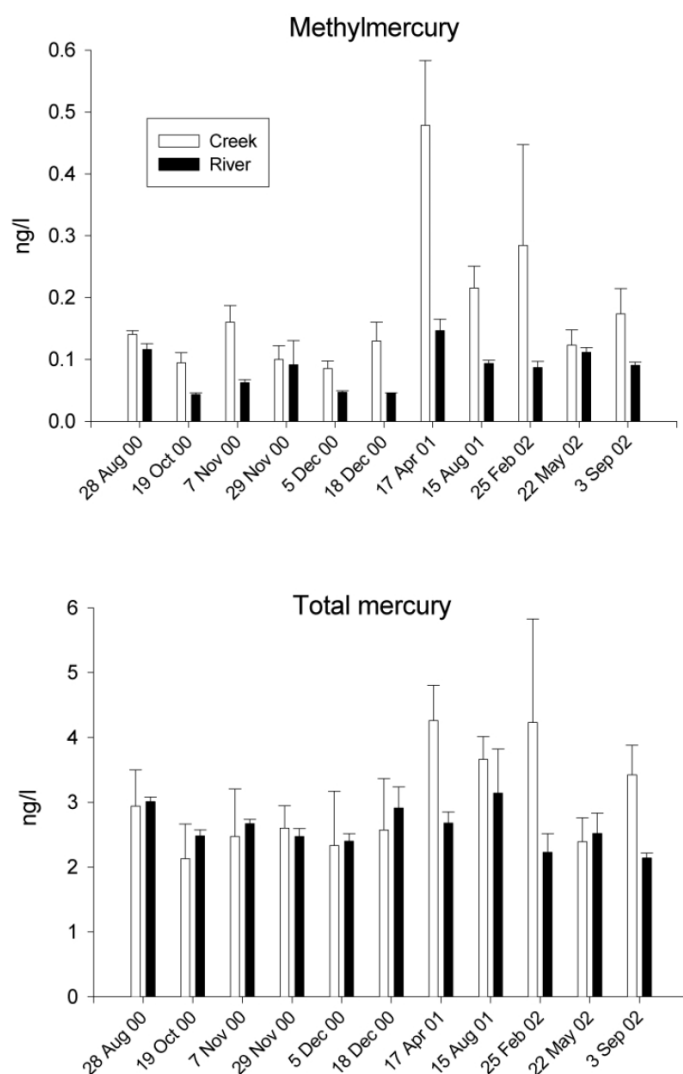 Methylmercury
0.6
0.5
0.4
0.3
0.2
0.1
0.0
ng/l
Creek
River
28 Aug 00
19 Oct 00
7 Nov 00
29 Nov 00
5 Dec 00
18 Dec 00
17 Apr 01
15 Aug 01
25 Feb 02
22 May 02
3 Sep 02
Total mercury
6
5
4
3
2
1
0
ng/l
28 Aug 00
19 Oct 00
7 Nov 00
29 Nov 00
5 Dec 00
18 Dec 00
17 Apr 01
15 Aug 01
25 Feb 02
22 May 02
3 Sep 02